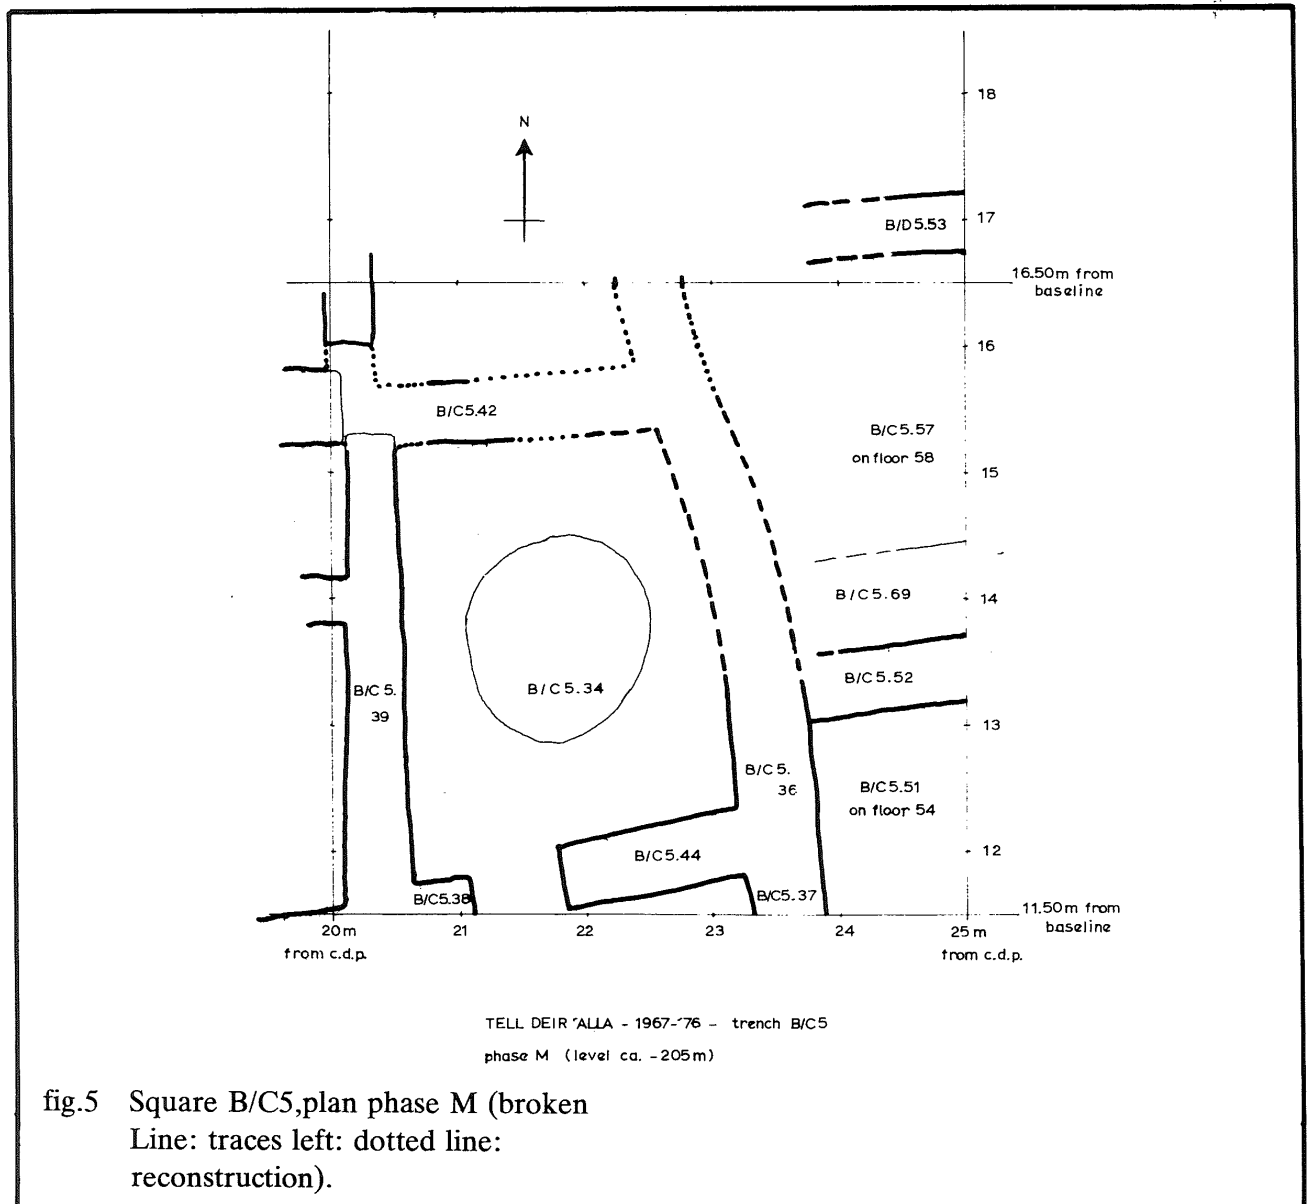 18
N
17
B/D5.53
16.50m from
baseline
16
B/C5.42
B/C5.57
on floor 58
15
B/C5.69
14
B/C5.52
B/C5.
39
B/C5.34
13
B/C5.
36
B/C5.51
on floor 54
B/C5.44
12
B/C5.38
B/C5.37
11.50m from
baseline
20m
21
22
23
24
25m
from c.d.p.
from c.d.p.
TELL DEIR ʿALLA - 1967-'76 - trench B/C5
phase M (level ca. -205m)
fig.5 Square B/C5,plan phase M (broken
Line: traces left: dotted line:
reconstruction).